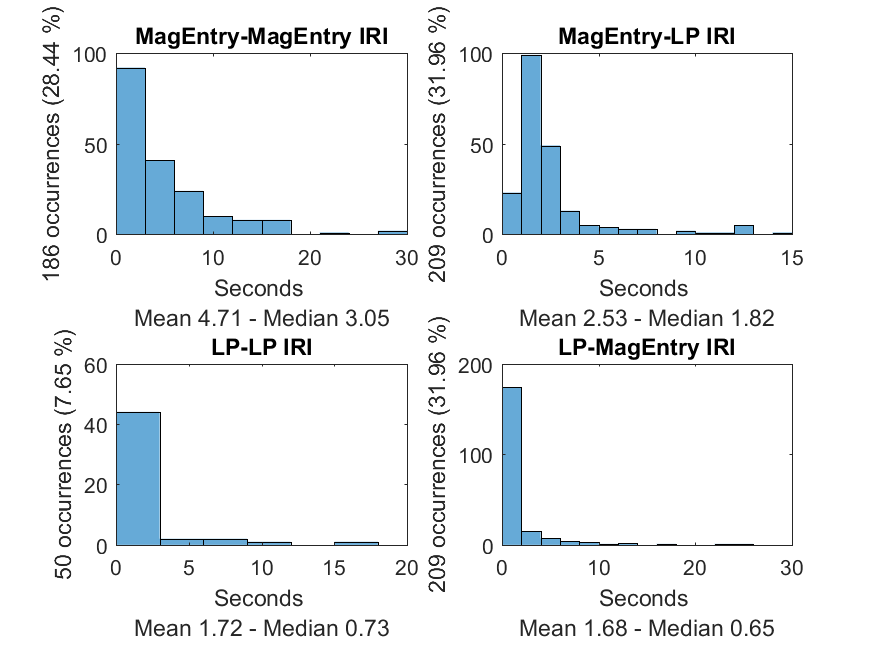 MagEntry-MagEntry IRI
186 occurrences (28.44 %)
100
50
0
0 10 20 30
Seconds
Mean 4.71 - Median 3.05
MagEntry-LP IRI
209 occurrences (31.96 %)
100
50
0
0 5 10 15
Seconds
Mean 2.53 - Median 1.82
LP-LP IRI
50 occurrences (7.65 %)
60
40
20
0
0 5 10 15 20
Seconds
Mean 1.72 - Median 0.73
LP-MagEntry IRI
209 occurrences (31.96 %)
200
100
0
0 10 20 30
Seconds
Mean 1.68 - Median 0.65